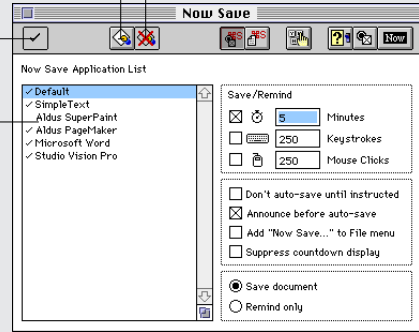 Now Save
Now
Now Save Application List
Default
SimpleText
Aldus SuperPaint
Aldus PageMaker
Microsoft Word
Studio Vision Pro
Save/Remind
5 Minutes
250 Keystrokes
250 Mouse Clicks
Don't auto-save until instructed
Announce before auto-save
Add "Now Save..." to File menu
Suppress countdown display
Save document
Remind only